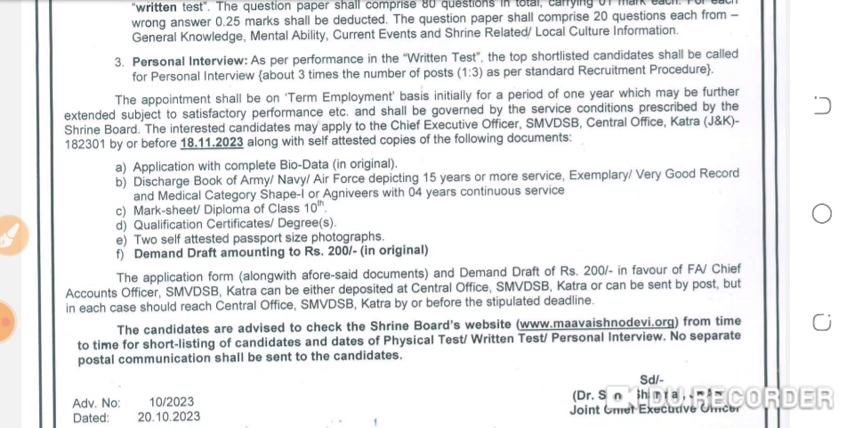 "written test". The question paper shall comprise 80 questions in total, carrying 01 mark each. For each
wrong answer 0.25 marks shall be deducted. The question paper shall comprise 20 questions each from –
General Knowledge, Mental Ability, Current Events and Shrine Related/ Local Culture Information.
3. Personal Interview: As per performance in the "Written Test", the top shortlisted candidates shall be called
for Personal Interview {about 3 times the number of posts (1:3) as per standard Recruitment Procedure}.
The appointment shall be on 'Term Employment' basis initially for a period of one year which may be further
extended subject to satisfactory performance etc. and shall be governed by the service conditions prescribed by the
Shrine Board. The interested candidates may apply to the Chief Executive Officer, SMVDSB, Central Office, Katra (J&K)-
182301 by or before 18.11.2023 along with self attested copies of the following documents:
a) Application with complete Bio-Data (in original).
b) Discharge Book of Army/ Navy/ Air Force depicting 15 years or more service, Exemplary/ Very Good Record
and Medical Category Shape-I or Agniveers with 04 years continuous service
c) Mark-sheet/ Diploma of Class 10th.
d) Qualification Certificates/ Degree(s).
e) Two self attested passport size photographs.
f) Demand Draft amounting to Rs. 200/- (in original)
The application form (alongwith afore-said documents) and Demand Draft of Rs. 200/- in favour of FA/ Chief
Accounts Officer, SMVDSB, Katra can be either deposited at Central Office, SMVDSB, Katra or can be sent by post, but
in each case should reach Central Office, SMVDSB, Katra by or before the stipulated deadline.
The candidates are advised to check the Shrine Board's website (www.maavaishnodevi.org) from time
to time for short-listing of candidates and dates of Physical Test/ Written Test/ Personal Interview. No separate
postal communication shall be sent to the candidates.
Sd/-
(Dr.
Joint Chief Executive Officer
Adv. No: 10/2023
Dated: 20.10.2023
1
DU RECORDER